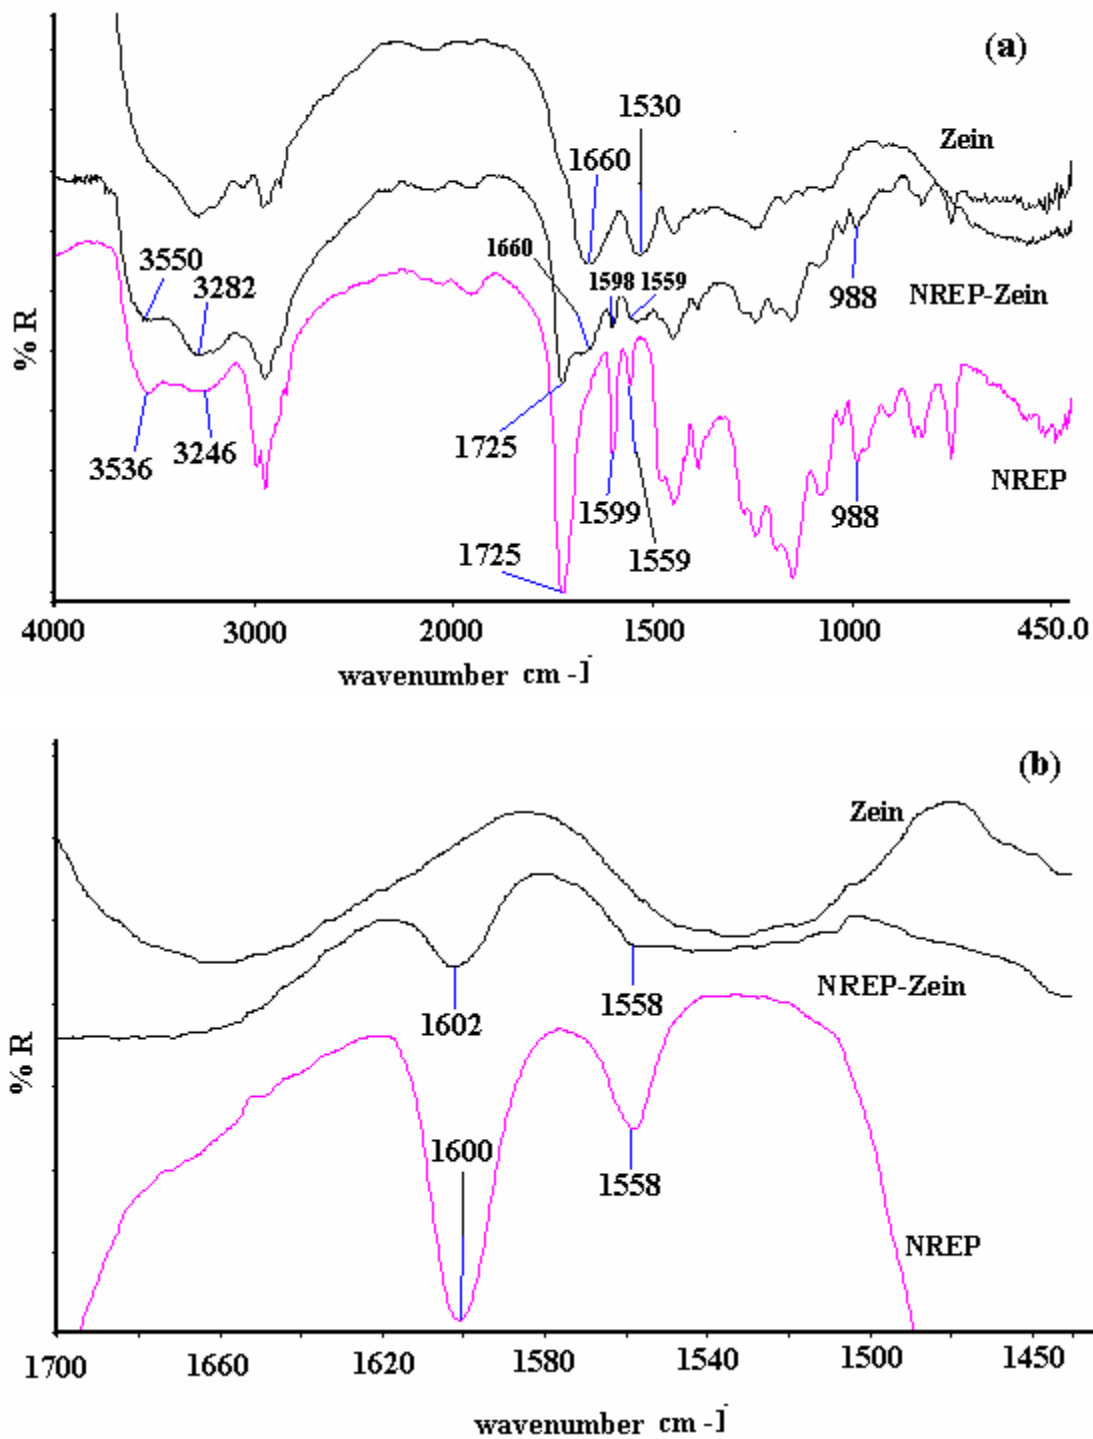 (a)
1530
Zein
1660
3550
1660
1598 1559
3282
988
NREP-Zein
% R
1725
3536
3246
NREP
1599
988
1725
1559
4000 3000 2000 1500 1000 450.0
wavenumber cm -1
(b)
Zein
NREP-Zein
1602
1558
% R
1600
1558
NREP
1700 1660 1620 1580 1540 1500 1450
wavenumber cm -1